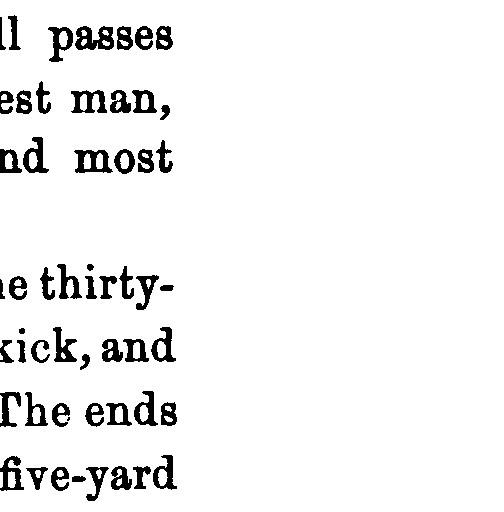 ll passes
est man,
nd most
e thirty-
kick, and
The ends
five-yard